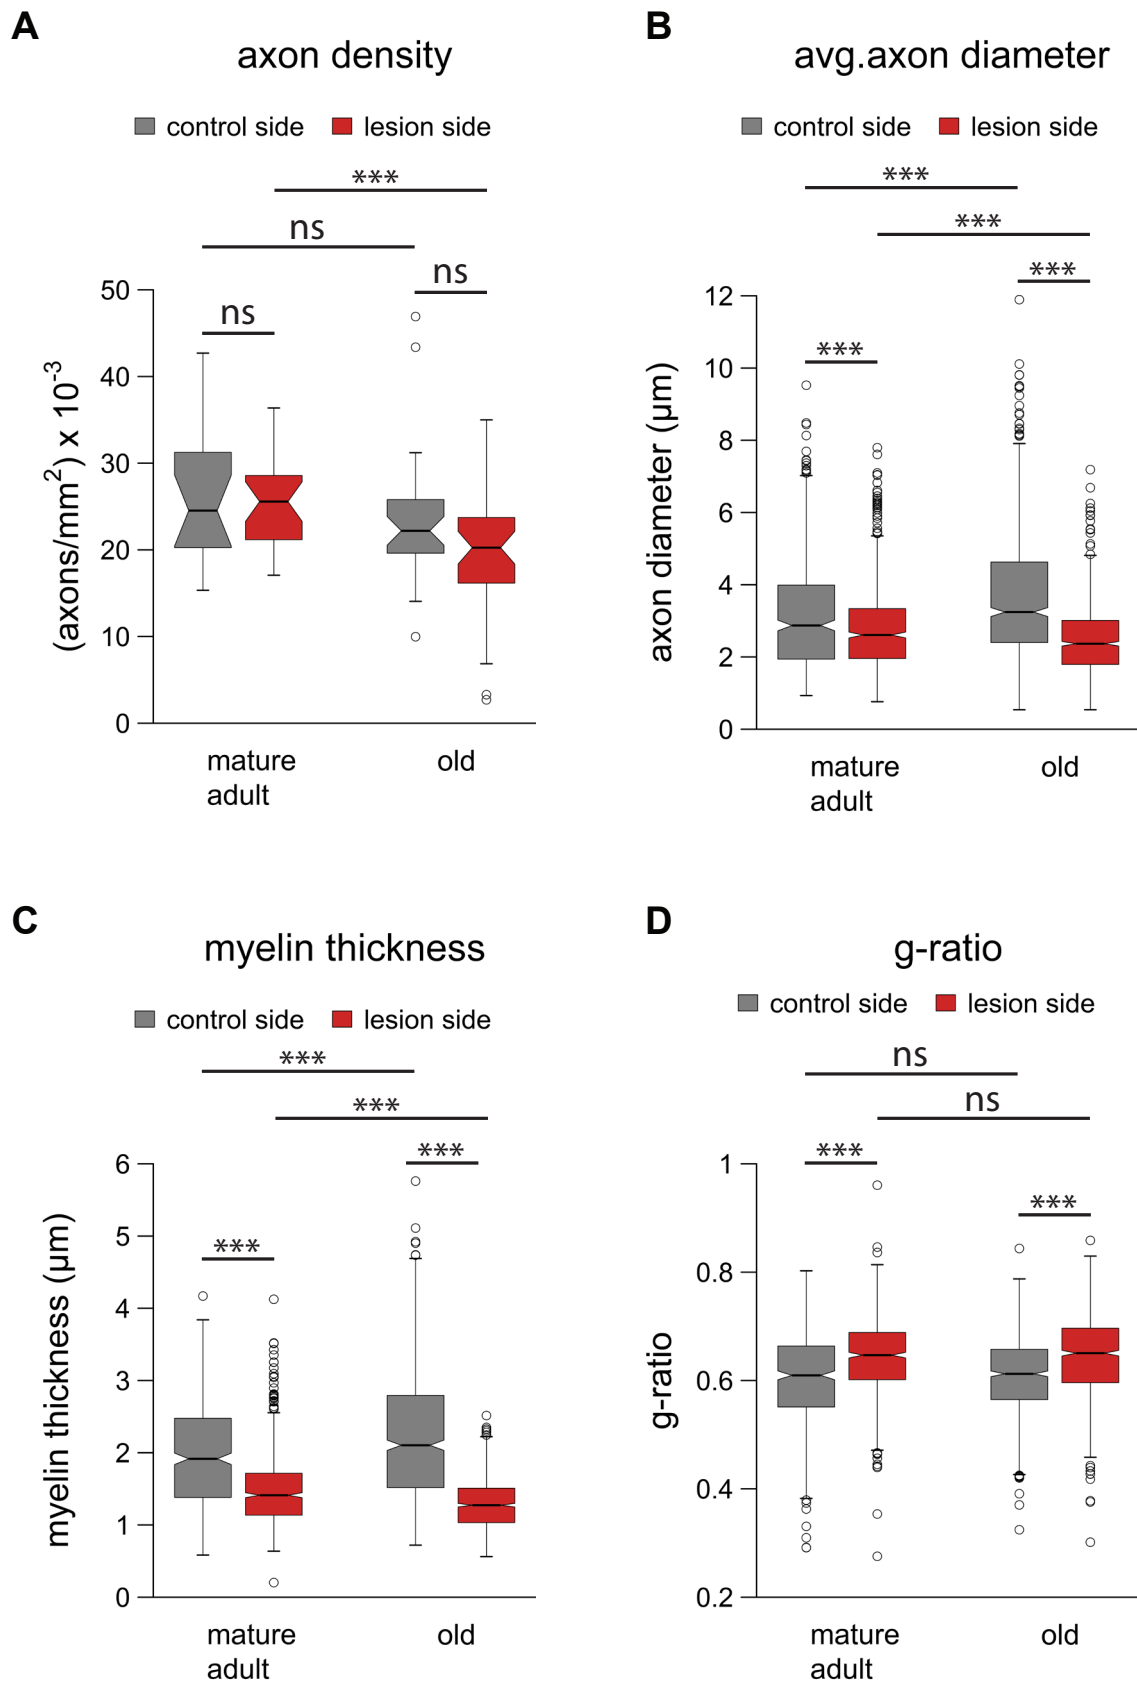 A
axon density
control side lesion side
***
ns
ns
ns
50
40
30
20
10
0
(axons/mm²) x 10⁻³
mature
adult
old
B
avg.axon diameter
control side lesion side
***
***
***
***
12
10
8
6
4
2
0
axon diameter (µm)
mature
adult
old
C
myelin thickness
control side lesion side
***
***
***
***
6
5
4
3
2
1
0
myelin thickness (µm)
mature
adult
old
D
g-ratio
control side lesion side
ns
ns
***
***
1
0.8
0.6
0.4
0.2
g-ratio
mature
adult
old